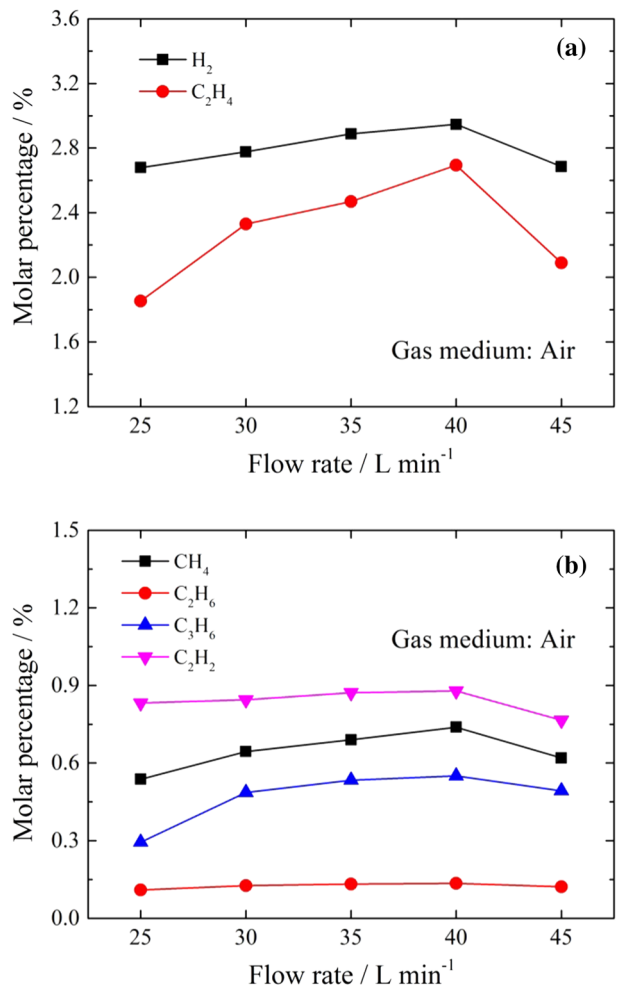 (a)
H₂
C₂H₄
3.6
3.2
2.8
2.4
2.0
1.6
1.2
Molar percentage / %
Gas medium: Air
25 30 35 40 45
Flow rate / L min⁻¹
(b)
CH₄
C₂H₆
C₃H₆
C₂H₂
1.5
1.2
0.9
0.6
0.3
0.0
Molar percentage / %
Gas medium: Air
25 30 35 40 45
Flow rate / L min⁻¹